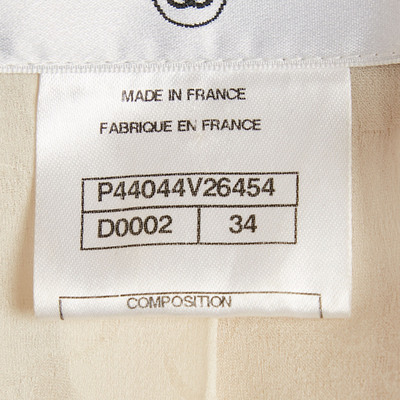 MADE IN FRANCE
FABRIQUE EN FRANCE
P44044V26454
D0002 34
COMPOSITION